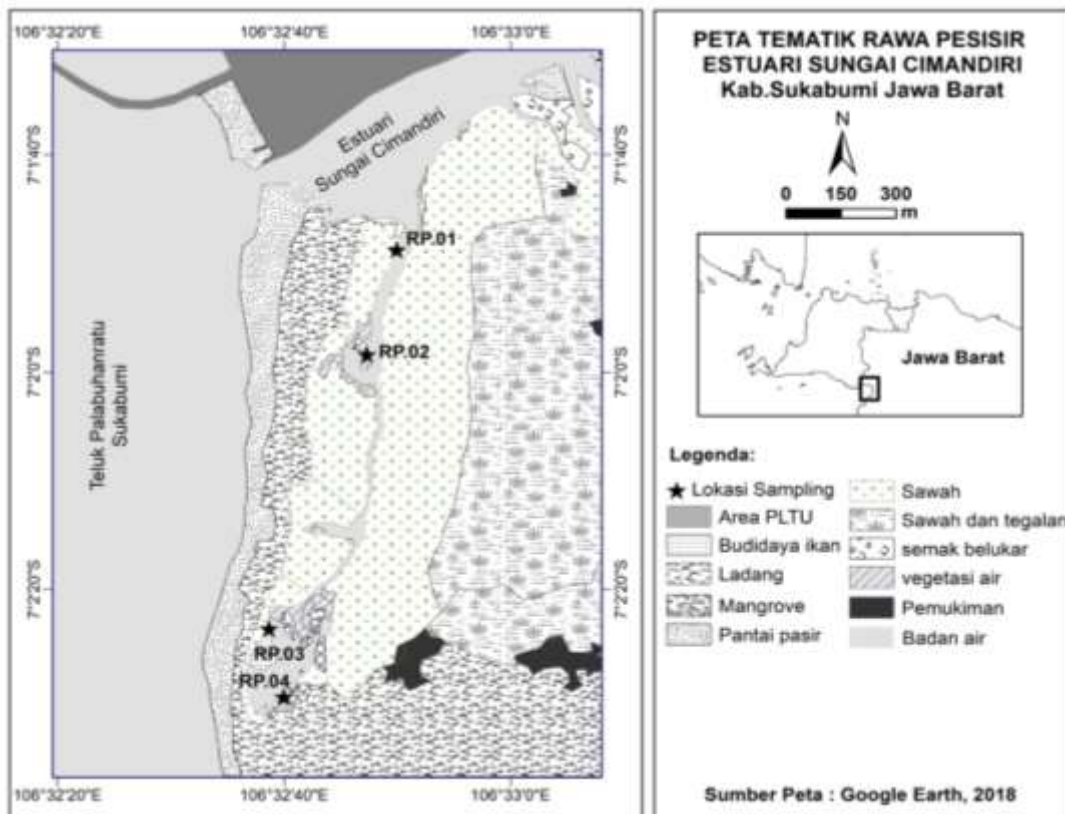 106°32'20"E 106°32'40"E 106°33'0"E
7°1'40"S 7°1'40"S
Estuari
Sungai Cimandiri
RP.01
RP.02
7°2'0"S 7°2'0"S
Teluk Palabuhanratu
Sukabumi
7°2'20"S 7°2'20"S
RP.03
RP.04
106°32'20"E 106°32'40"E 106°33'0"E
PETA TEMATIK RAWA PESISIR
ESTUARI SUNGAI CIMANDIRI
Kab.Sukabumi Jawa Barat
N
0 150 300
m
Jawa Barat
Legenda:
Lokasi Sampling
Area PLTU
Budidaya ikan
Ladang
Mangrove
Pantai pasir
Sawah
Sawah dan tegalan
semak belukar
vegetasi air
Pemukiman
Badan air
Sumber Peta : Google Earth, 2018